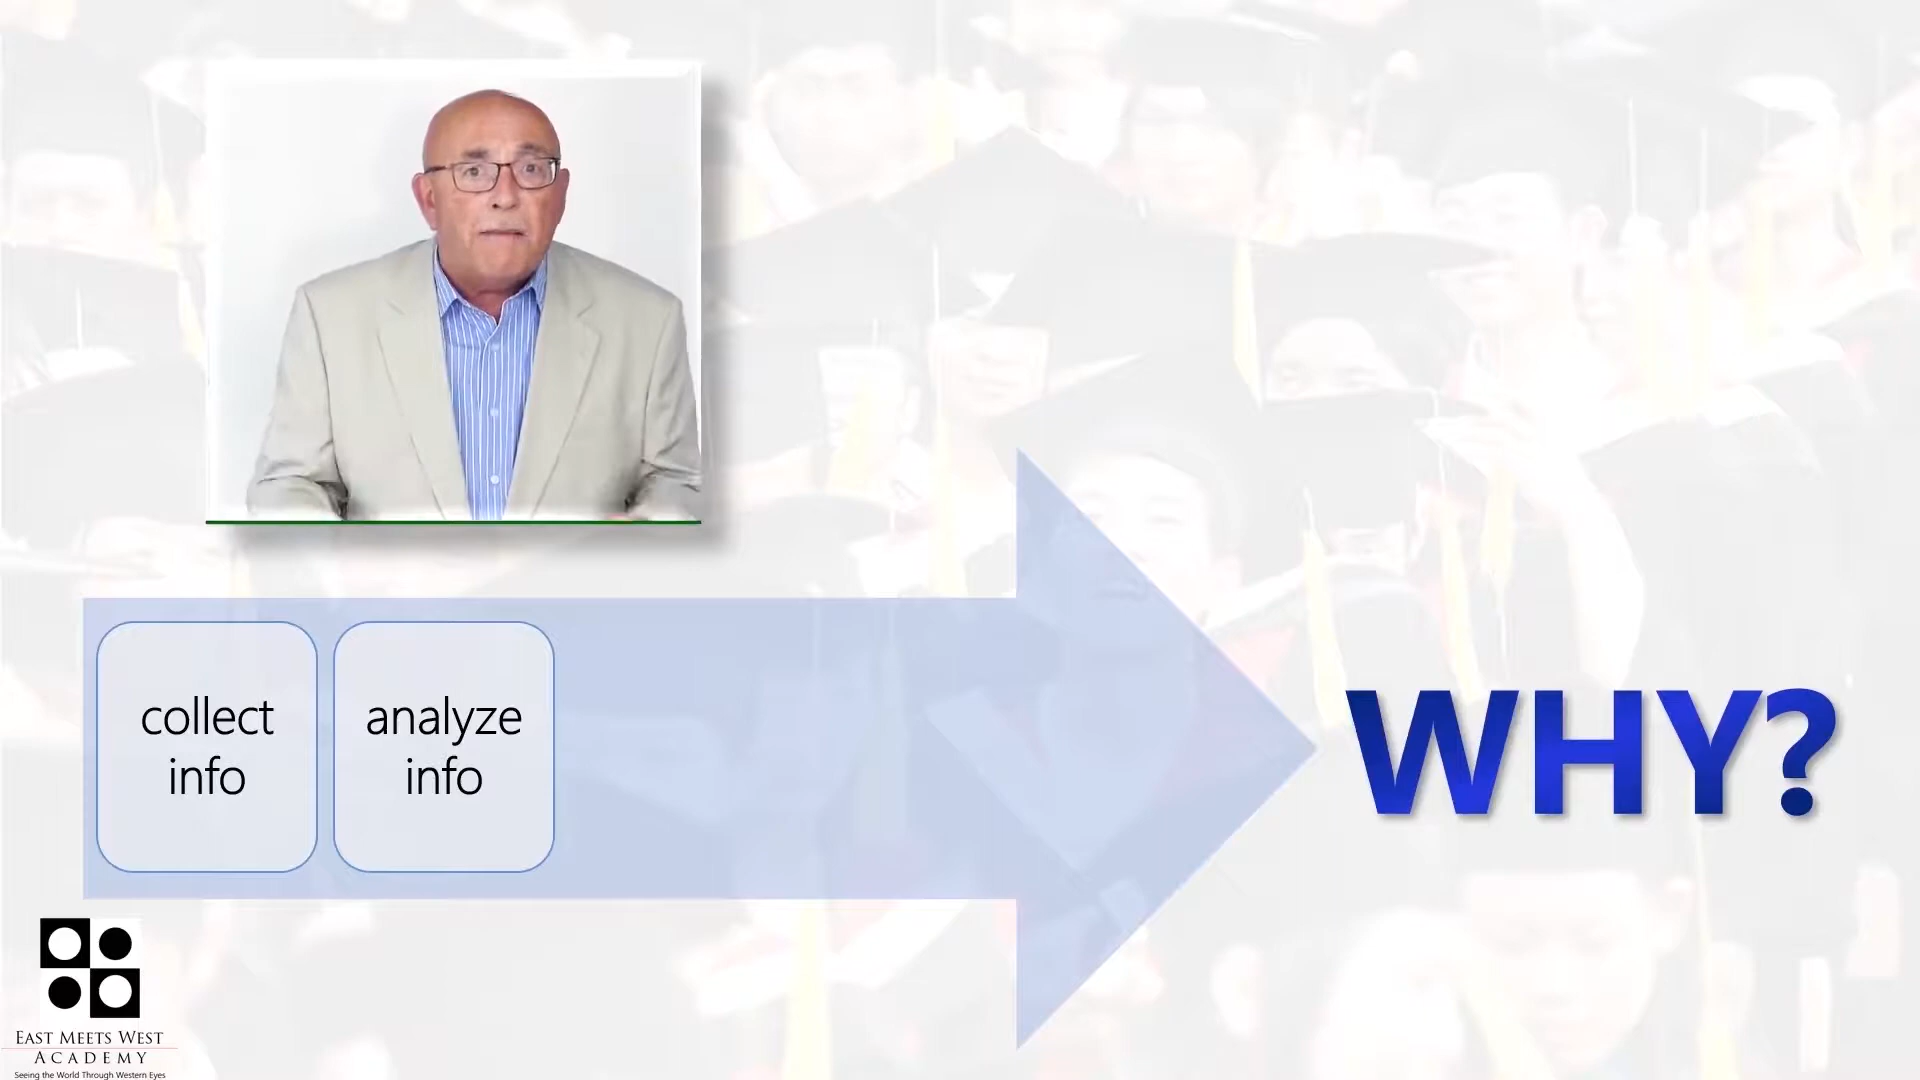 collect
info
analyze
info
WHY?
EAST MEETS WEST
ACADEMY
Seeing the World Through Western Eyes